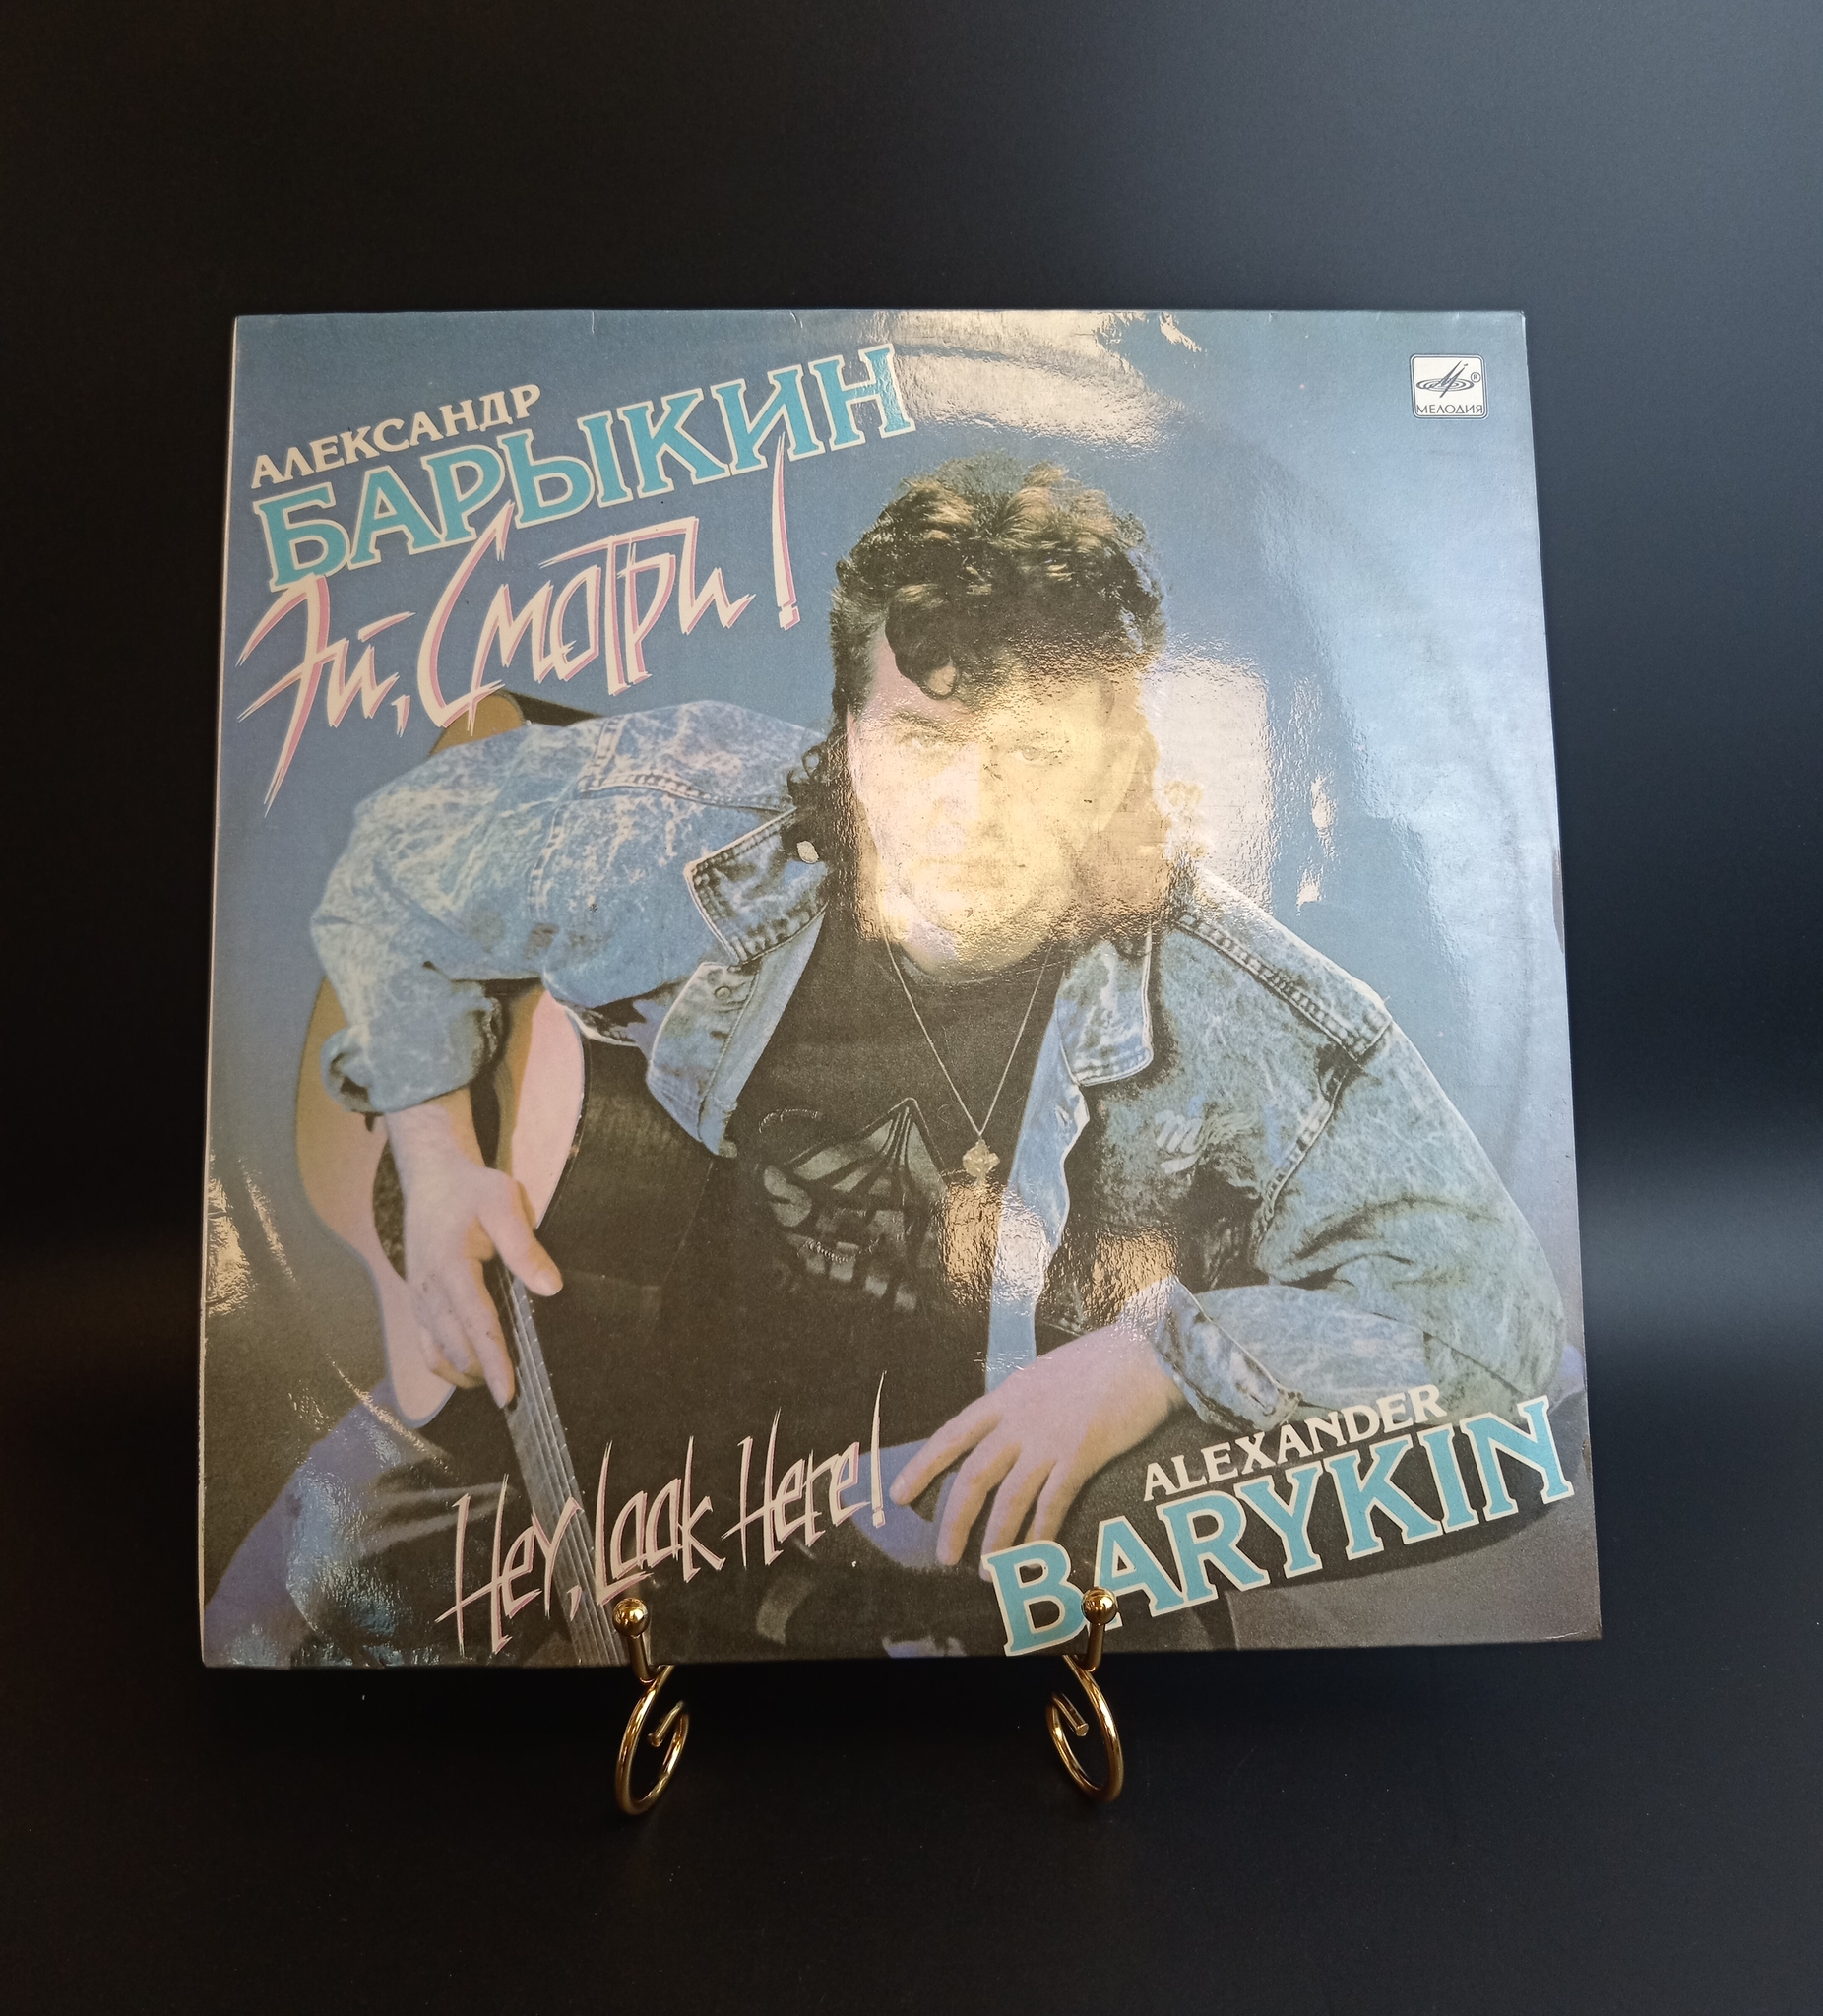 АЛЕКСАНДР
БАРЫКИН
Эй, Смотри!
МЕЛОДИЯ
Hey, Look Here!
ALEXANDER
BARYKIN